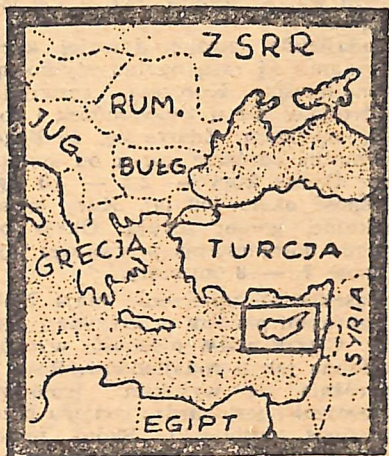 ZSRR
RUM.
JUG.
BUŁG.
GRECJA
TURCJA
SYRIA
EGIPT